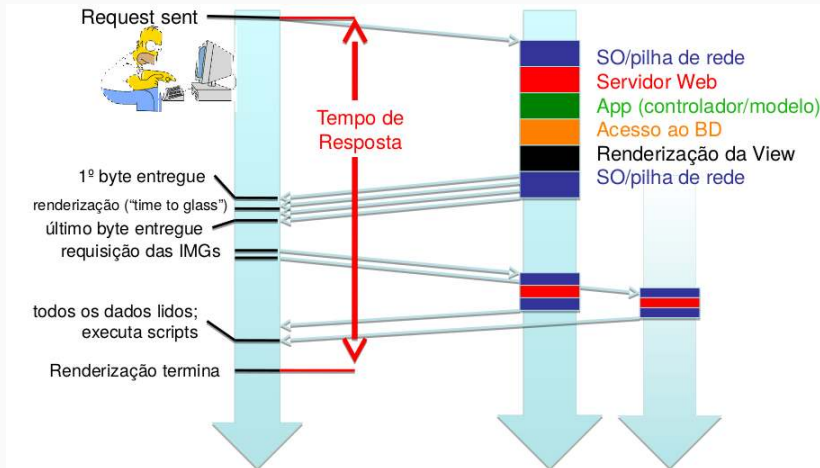 Request sent
SO/pilha de rede
Servidor Web
App (controlador/modelo)
Acesso ao BD
Renderização da View
SO/pilha de rede
Tempo de
Resposta
1º byte entregue
renderização (“time to glass”)
último byte entregue
requisição das IMGs
todos os dados lidos;
executa scripts
Renderização termina